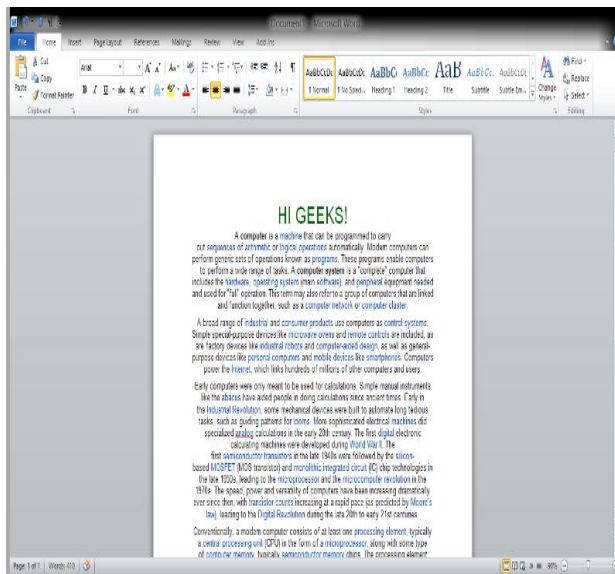 Document1 - Microsoft Word
File Home Insert Page Layout References Mailings Review View Add-Ins
Cut
Copy
Paste
Format Painter
Arial
AaBbCcDc AaBbCcDc AaBbC AaBbCc AaB AaBbCc. AaBbCcDc
1 Normal 1 No Spaci... Heading 1 Heading 2 Title Subtitle Subtle Em...
Change
Styles
Find
Replace
Select
Clipboard Font Paragraph Styles Editing
HI GEEKS!
A computer is a machine that can be programmed to carry
out sequences of arithmetic or logical operations automatically. Modern computers can
perform generic sets of operations known as programs. These programs enable computers
to perform a wide range of tasks. A computer system is a "complete" computer that
includes the hardware, operating system (main software), and peripheral equipment needed
and used for "full" operation. This term may also refer to a group of computers that are linked
and function together, such as a computer network or computer cluster.
A broad range of industrial and consumer products use computers as control systems.
Simple special-purpose devices like microwave ovens and remote controls are included, as
are factory devices like industrial robots and computer-aided design, as well as general-
purpose devices like personal computers and mobile devices like smartphones. Computers
power the Internet, which links hundreds of millions of other computers and users.
Early computers were only meant to be used for calculations. Simple manual instruments
like the abacus have aided people in doing calculations since ancient times. Early in
the Industrial Revolution, some mechanical devices were built to automate long tedious
tasks, such as guiding patterns for looms. More sophisticated electrical machines did
specialized analog calculations in the early 20th century. The first digital electronic
calculating machines were developed during World War II. The
first semiconductor transistors in the late 1940s were followed by the silicon-
based MOSFET (MOS transistor) and monolithic integrated circuit (IC) chip technologies in
the late 1950s, leading to the microprocessor and the microcomputer revolution in the
1970s. The speed, power and versatility of computers have been increasing dramatically
ever since then, with transistor counts increasing at a rapid pace (as predicted by Moore's
law), leading to the Digital Revolution during the late 20th to early 21st centuries.
Conventionally, a modern computer consists of at least one processing element, typically
a central processing unit (CPU) in the form of a microprocessor, along with some type
of computer memory, typically semiconductor memory chips. The processing element
Page: 1 of 1 Words: 410 90%